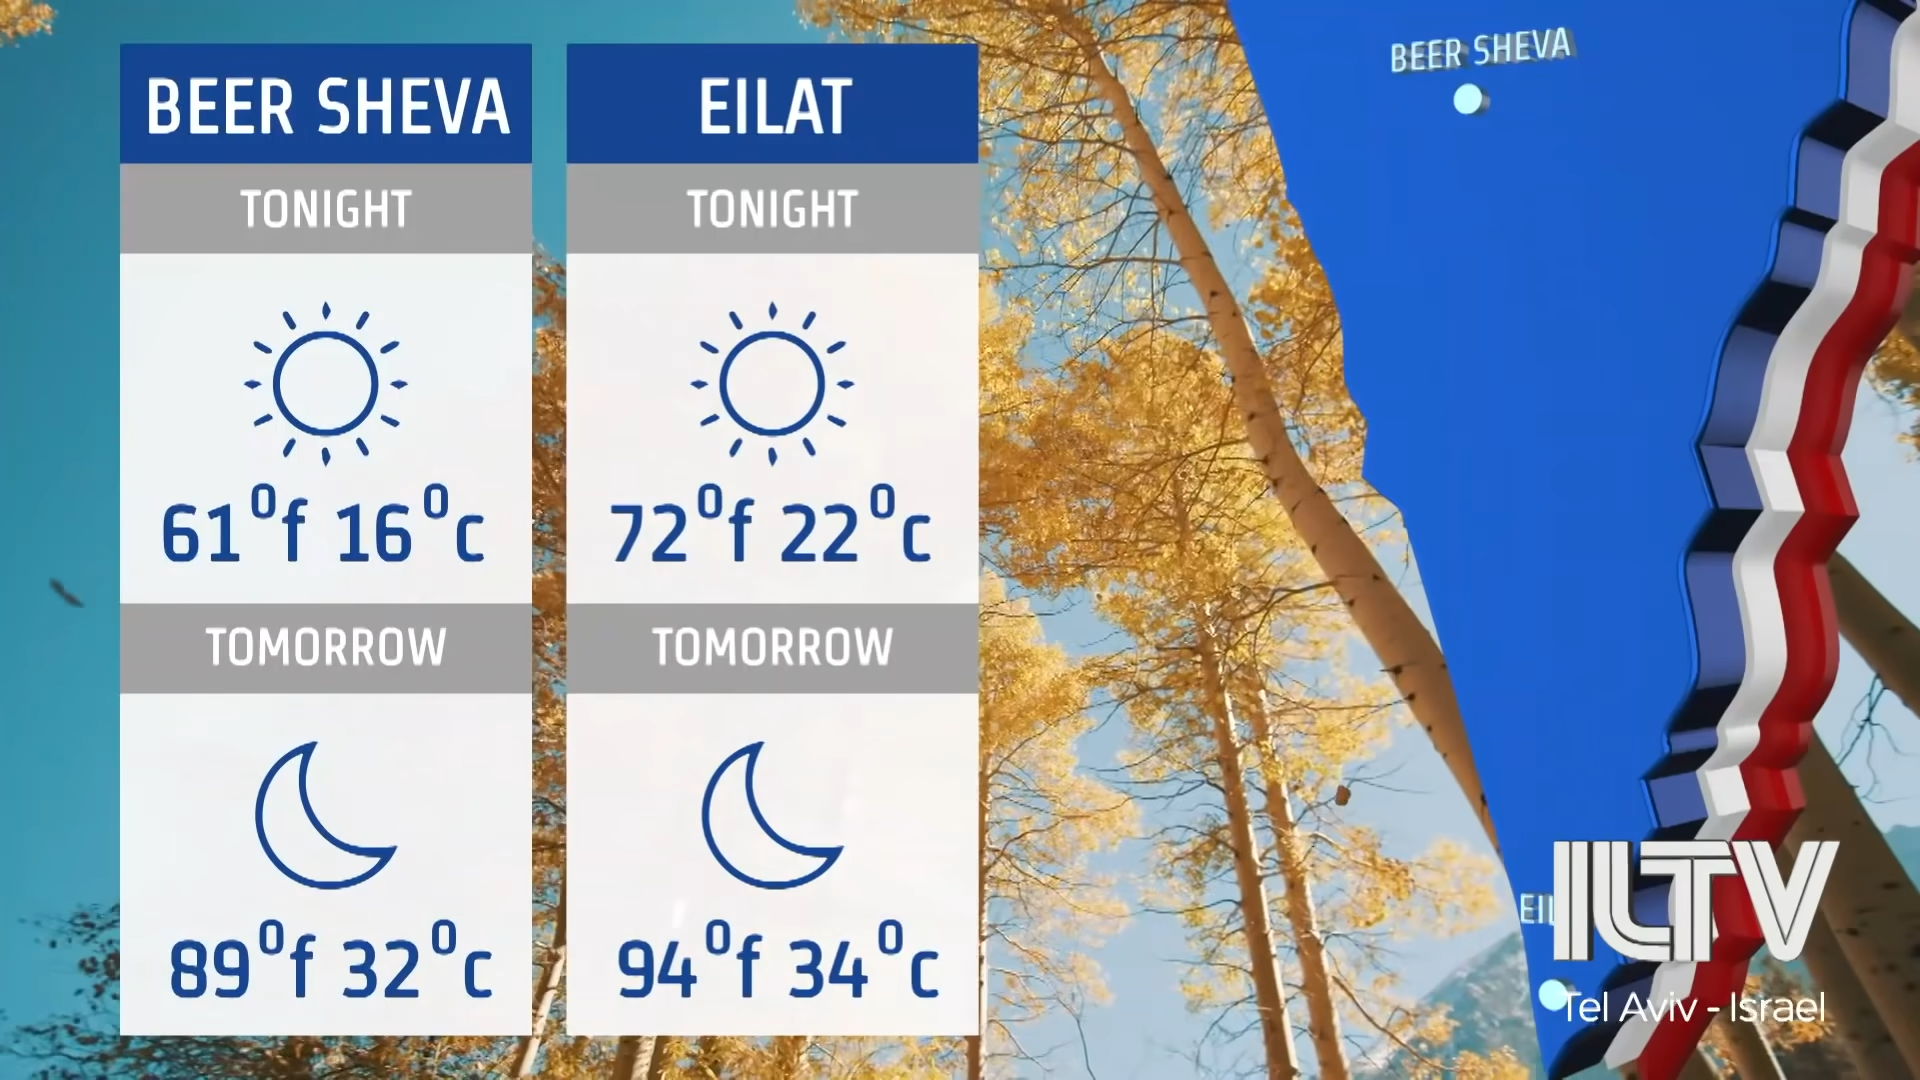 BEER SHEVA
TONIGHT
61°f 16°c
TOMORROW
89°f 32°c
EILAT
TONIGHT
72°f 22°c
TOMORROW
94°f 34°c
BEER SHEVA
ILTV
Tel Aviv - Israel